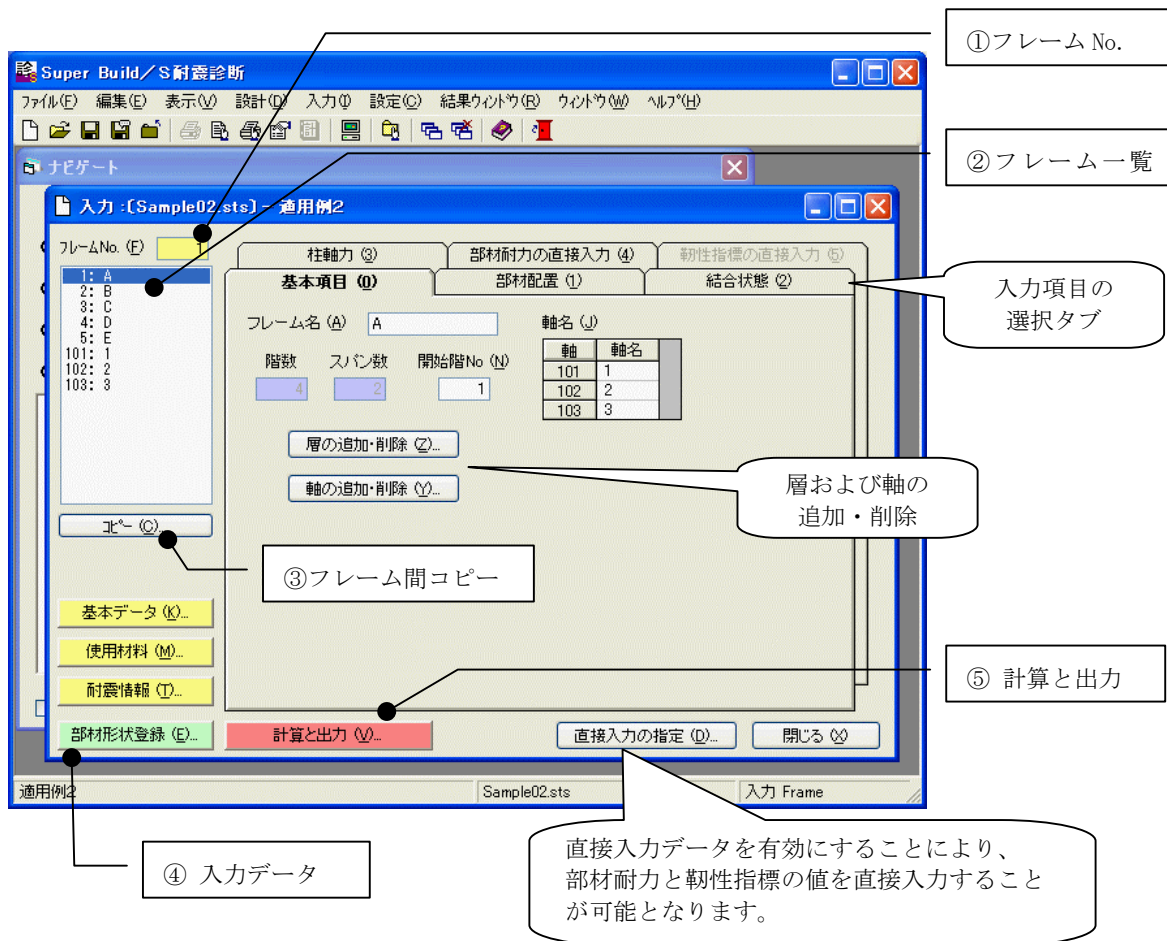 ①フレーム No.
Super Build／S耐震診断
ファイル(F) 編集(E) 表示(V) 設計(D) 入力(I) 設定(C) 結果ウィンドウ(R) ウィンドウ(W) ヘルプ(H)
②フレーム一覧
ナビゲート
入力 :[Sample02.sts] - 適用例2
フレームNo. (F) 1
柱軸力 (3) 部材耐力の直接入力 (4) 靭性指標の直接入力 (5)
基本項目 (0) 部材配置 (1) 結合状態 (2)
1: A
2: B
3: C
4: D
5: E
101: 1
102: 2
103: 3
入力項目の
選択タブ
フレーム名 (A) A
軸名 (J)
階数 スパン数 開始階No (N)
4 2 1
軸 軸名
101 1
102 2
103 3
層の追加・削除 (Z)...
軸の追加・削除 (Y)...
層および軸の
追加・削除
コピー (C)...
③フレーム間コピー
基本データ (K)...
使用材料 (M)...
耐震情報 (T)...
⑤ 計算と出力
部材形状登録 (E)...
計算と出力 (V)...
直接入力の指定 (D)...
閉じる (X)
適用例2 Sample02.sts 入力 Frame
④ 入力データ
直接入力データを有効にすることにより、
部材耐力と靭性指標の値を直接入力すること
が可能となります。